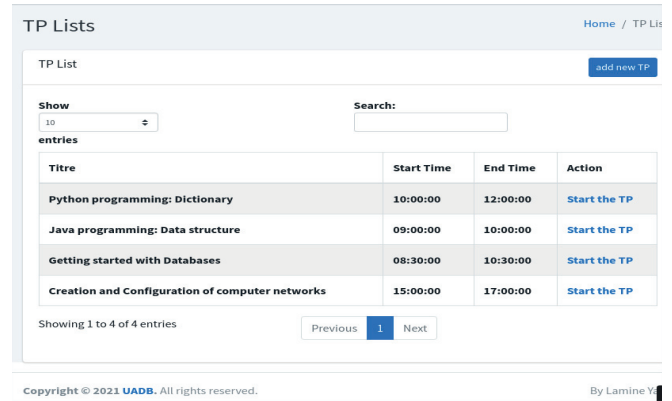 TP Lists
Home / TP Lis
TP List
add new TP
Show
Search:
10
entries
Titre Start Time End Time Action
Python programming: Dictionary 10:00:00 12:00:00 Start the TP
Java programming: Data structure 09:00:00 10:00:00 Start the TP
Getting started with Databases 08:30:00 10:30:00 Start the TP
Creation and Configuration of computer networks 15:00:00 17:00:00 Start the TP
Showing 1 to 4 of 4 entries
Previous 1 Next
Copyright © 2021 UADB. All rights reserved.
By Lamine